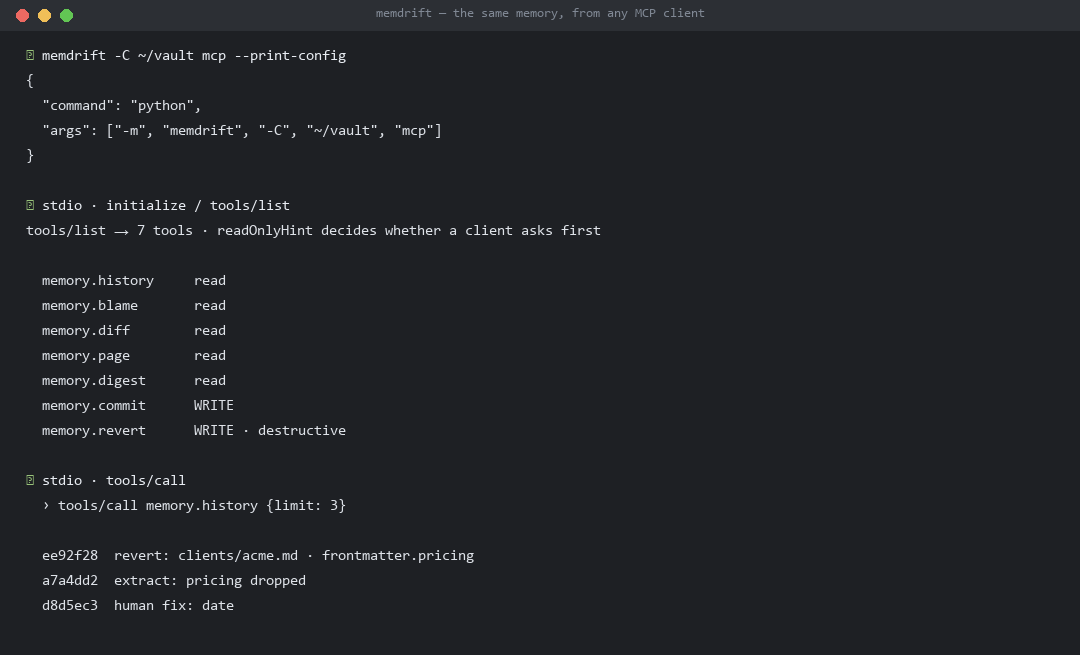 memdrift — the same memory, from any MCP client
memdrift -C ~/vault mcp --print-config
{
"command": "python",
"args": ["-m", "memdrift", "-C", "~/vault", "mcp"]
}
stdio · initialize / tools/list
tools/list → 7 tools · readOnlyHint decides whether a client asks first
memory.history read
memory.blame read
memory.diff read
memory.page read
memory.digest read
memory.commit WRITE
memory.revert WRITE · destructive
stdio · tools/call
› tools/call memory.history {limit: 3}
ee92f28 revert: clients/acme.md · frontmatter.pricing
a7a4dd2 extract: pricing dropped
d8d5ec3 human fix: date